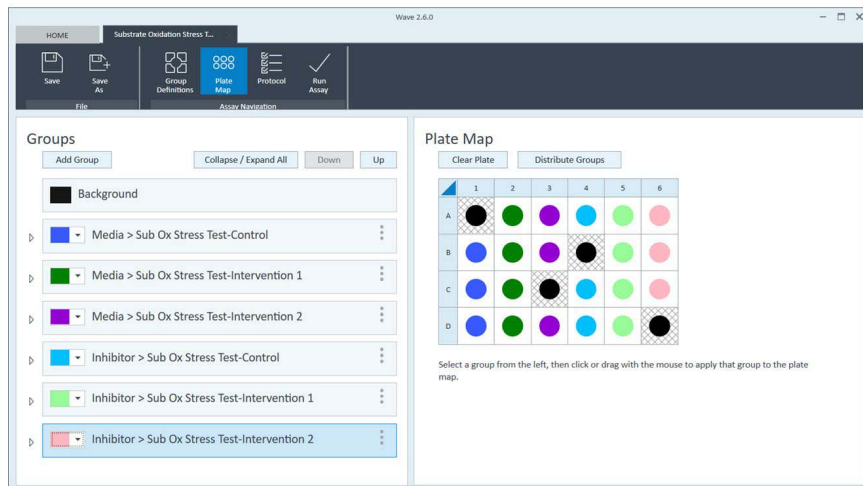 Wave 2.6.0
HOME
Substrate Oxidation Stress T...
Save
Save As
Group Definitions
Plate Map
Protocol
Run Assay
File
Assay Navigation
Groups
Add Group
Collapse / Expand All
Down
Up
Background
Media > Sub Ox Stress Test-Control
Media > Sub Ox Stress Test-Intervention 1
Media > Sub Ox Stress Test-Intervention 2
Inhibitor > Sub Ox Stress Test-Control
Inhibitor > Sub Ox Stress Test-Intervention 1
Inhibitor > Sub Ox Stress Test-Intervention 2
Plate Map
Clear Plate
Distribute Groups
1 2 3 4 5 6
A
B
C
D
Select a group from the left, then click or drag with the mouse to apply that group to the plate
map.